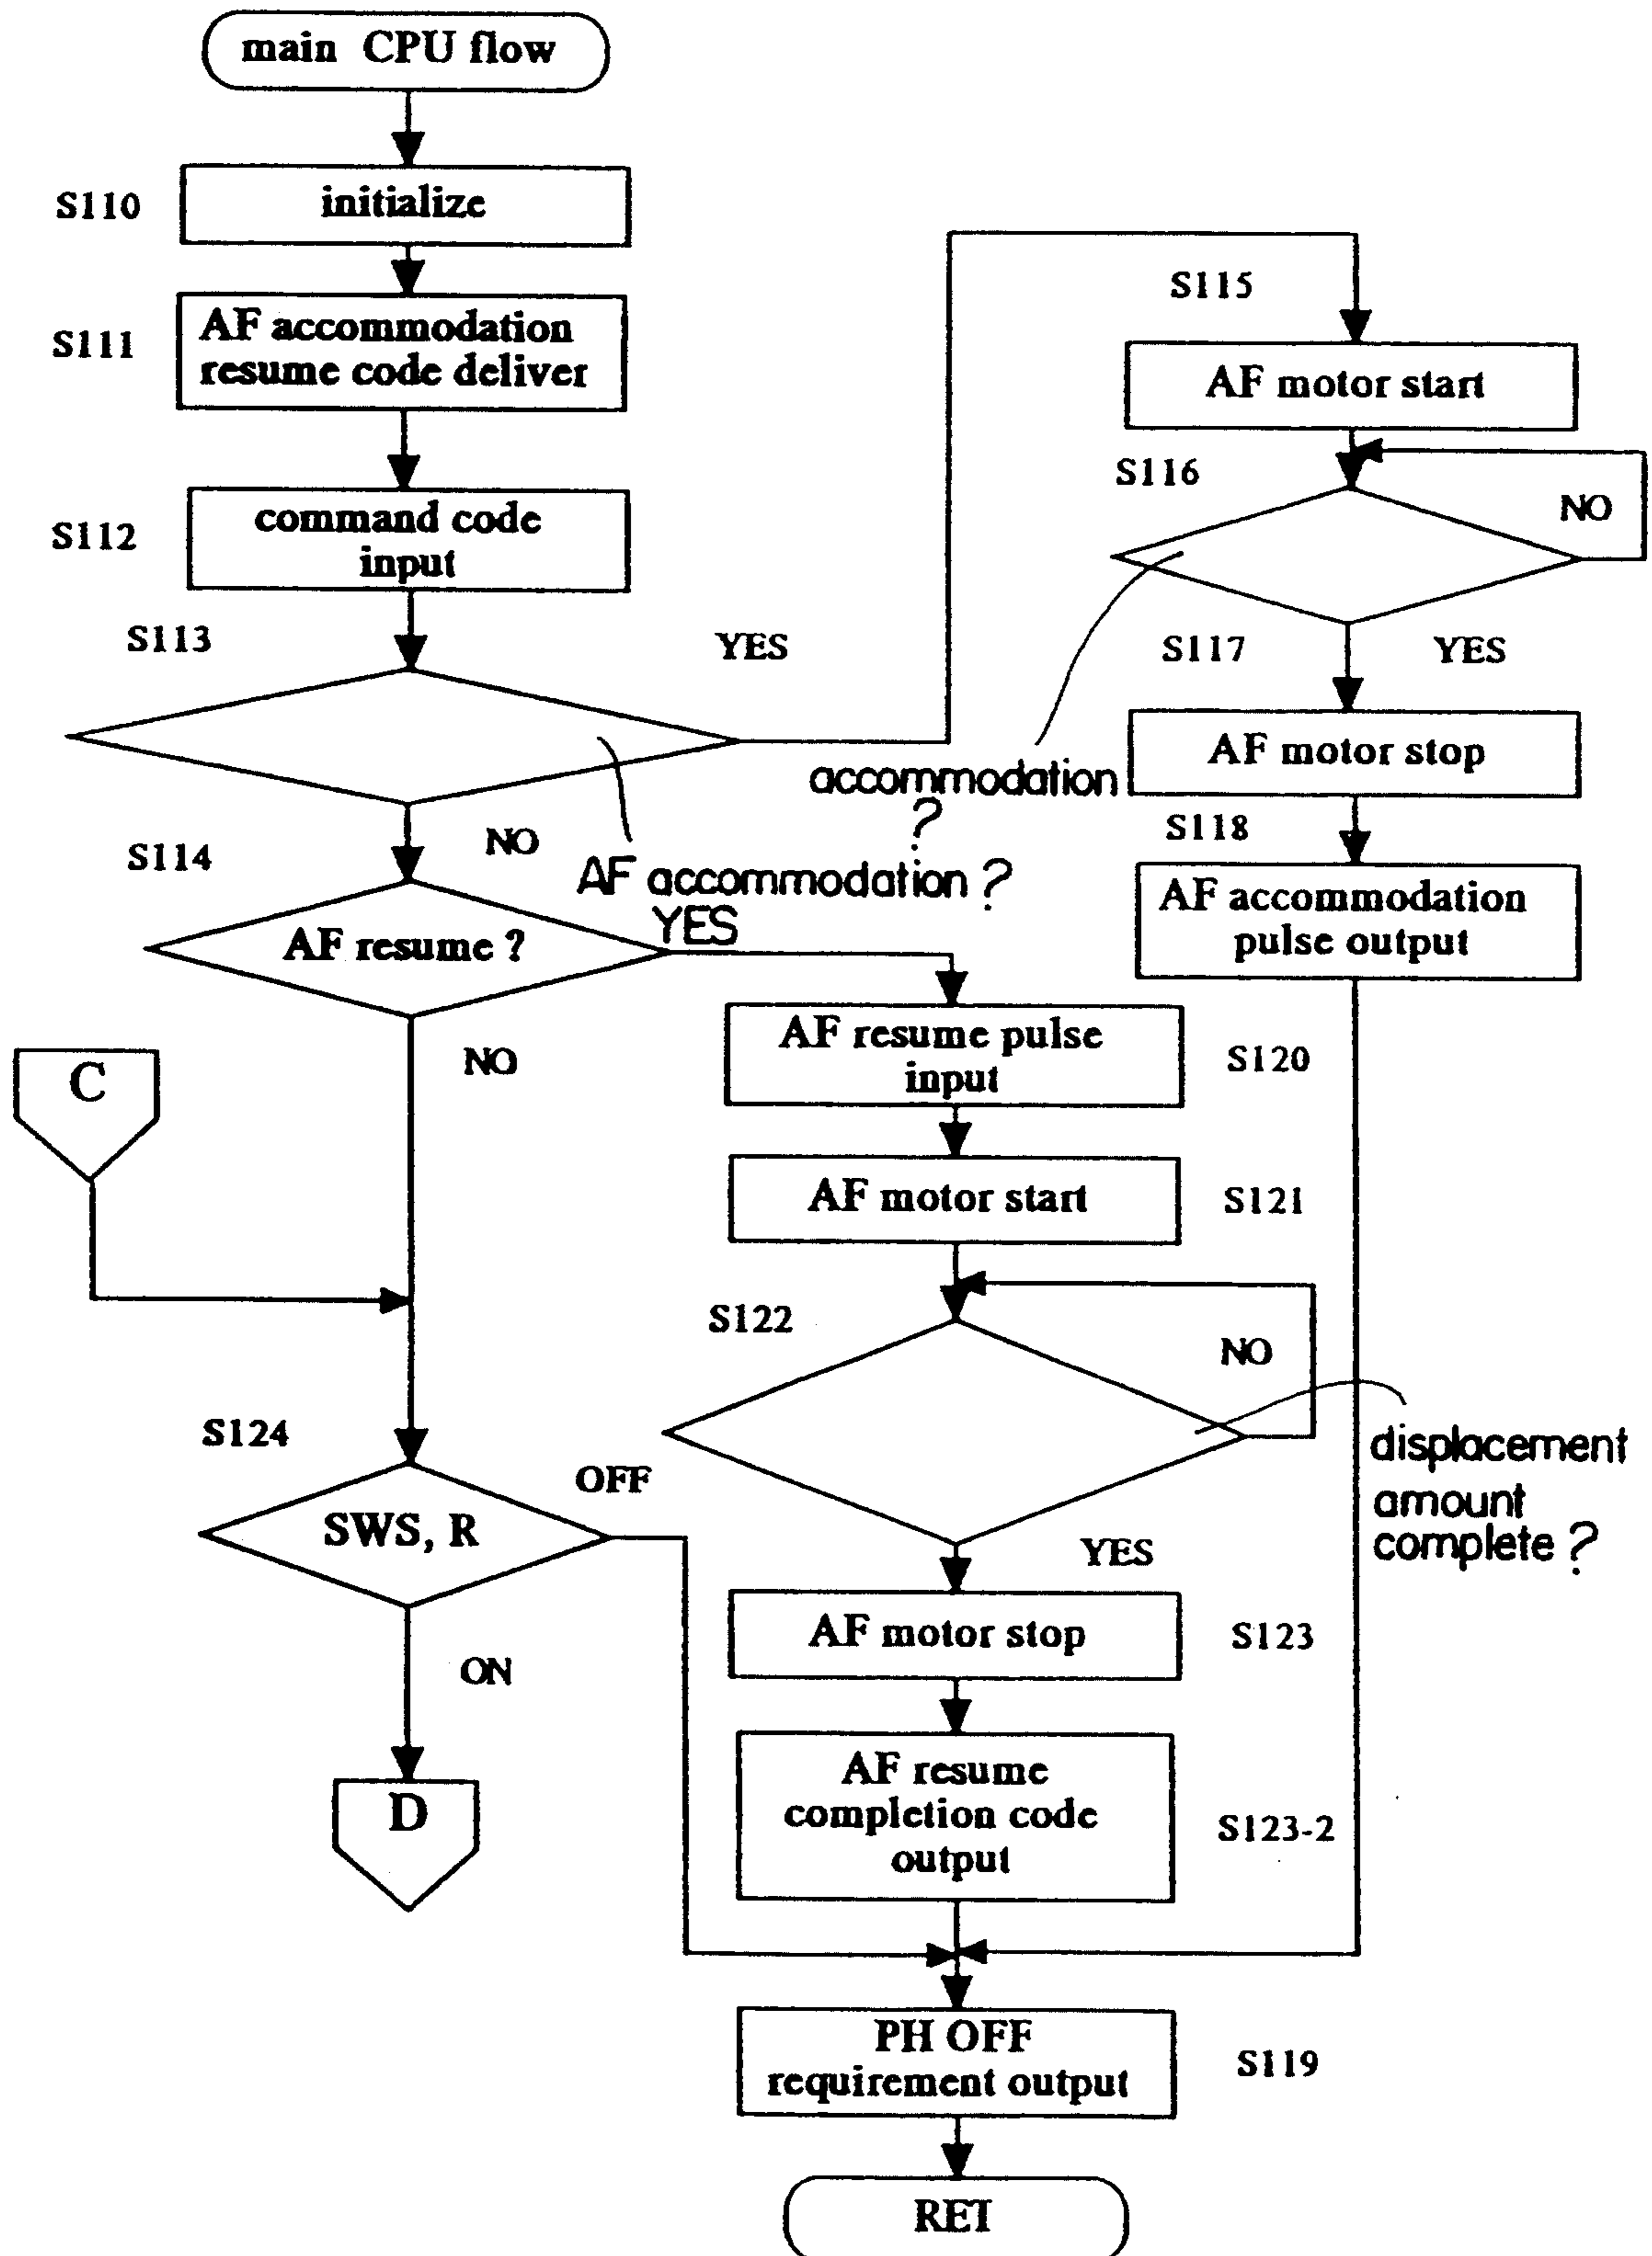 main CPU flow
S110
initialize
S111
AF accommodation
resume code deliver
S112
command code
input
S113
YES
AF accommodation ?
NO
S114
AF resume ?
YES
NO
C
S124
SWS, R
OFF
ON
D
S115
AF motor start
S116
NO
accommodation
?
S117
YES
AF motor stop
S118
AF accommodation
pulse output
AF resume pulse
input
S120
AF motor start
S121
S122
NO
displacement
amount
complete ?
YES
AF motor stop
S123
AF resume
completion code
output
S123-2
PH OFF
requirement output
S119
RET